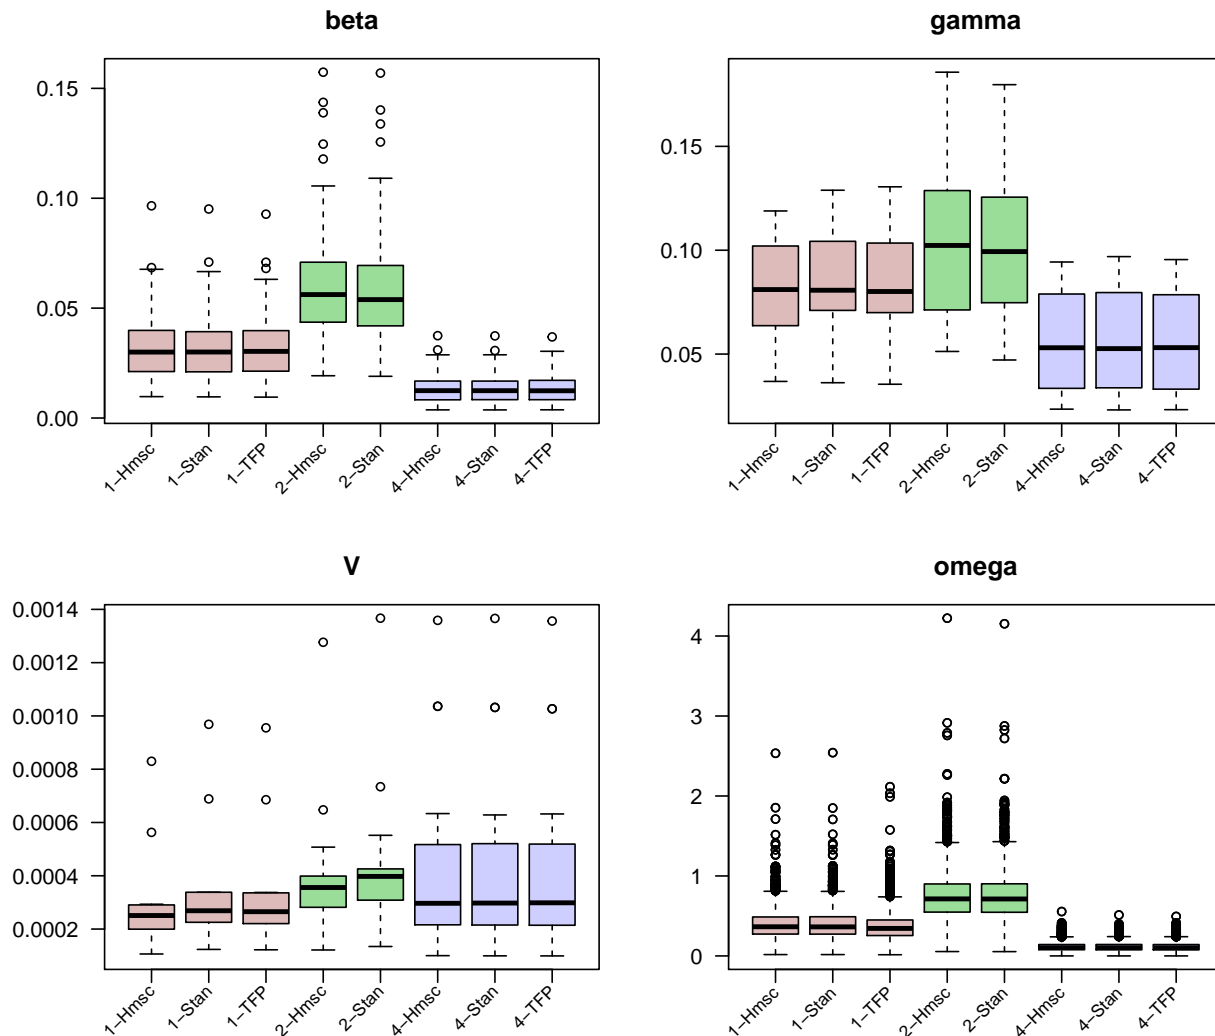 beta
0.15
0.10
0.05
0.00
1−Hmsc
1−Stan
1−TFP
2−Hmsc
2−Stan
4−Hmsc
4−Stan
4−TFP
gamma
0.15
0.10
0.05
1−Hmsc
1−Stan
1−TFP
2−Hmsc
2−Stan
4−Hmsc
4−Stan
4−TFP
V
0.0014
0.0012
0.0010
0.0008
0.0006
0.0004
0.0002
1−Hmsc
1−Stan
1−TFP
2−Hmsc
2−Stan
4−Hmsc
4−Stan
4−TFP
omega
4
3
2
1
0
1−Hmsc
1−Stan
1−TFP
2−Hmsc
2−Stan
4−Hmsc
4−Stan
4−TFP